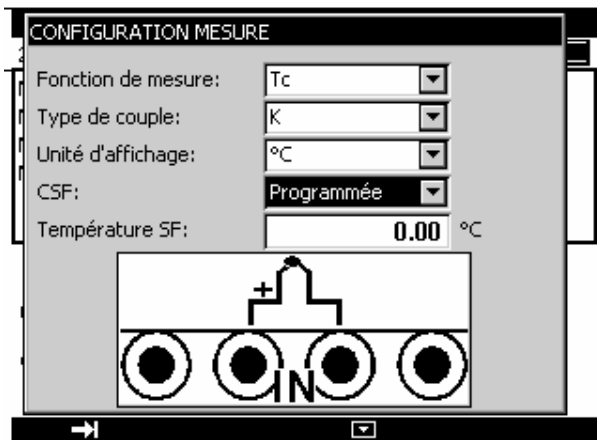 CONFIGURATION MESURE
Fonction de mesure: Tc
Type de couple: K
Unité d'affichage: °C
CSF: Programmée
Température SF: 0.00 °C
+
IN